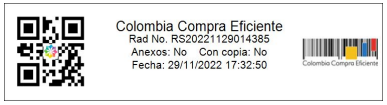 Colombia Compra Eficiente
Rad No. RS20221129014385
Anexos: No Con copia: No
Fecha: 29/11/2022 17:32:50
Colombia Compra Eficiente